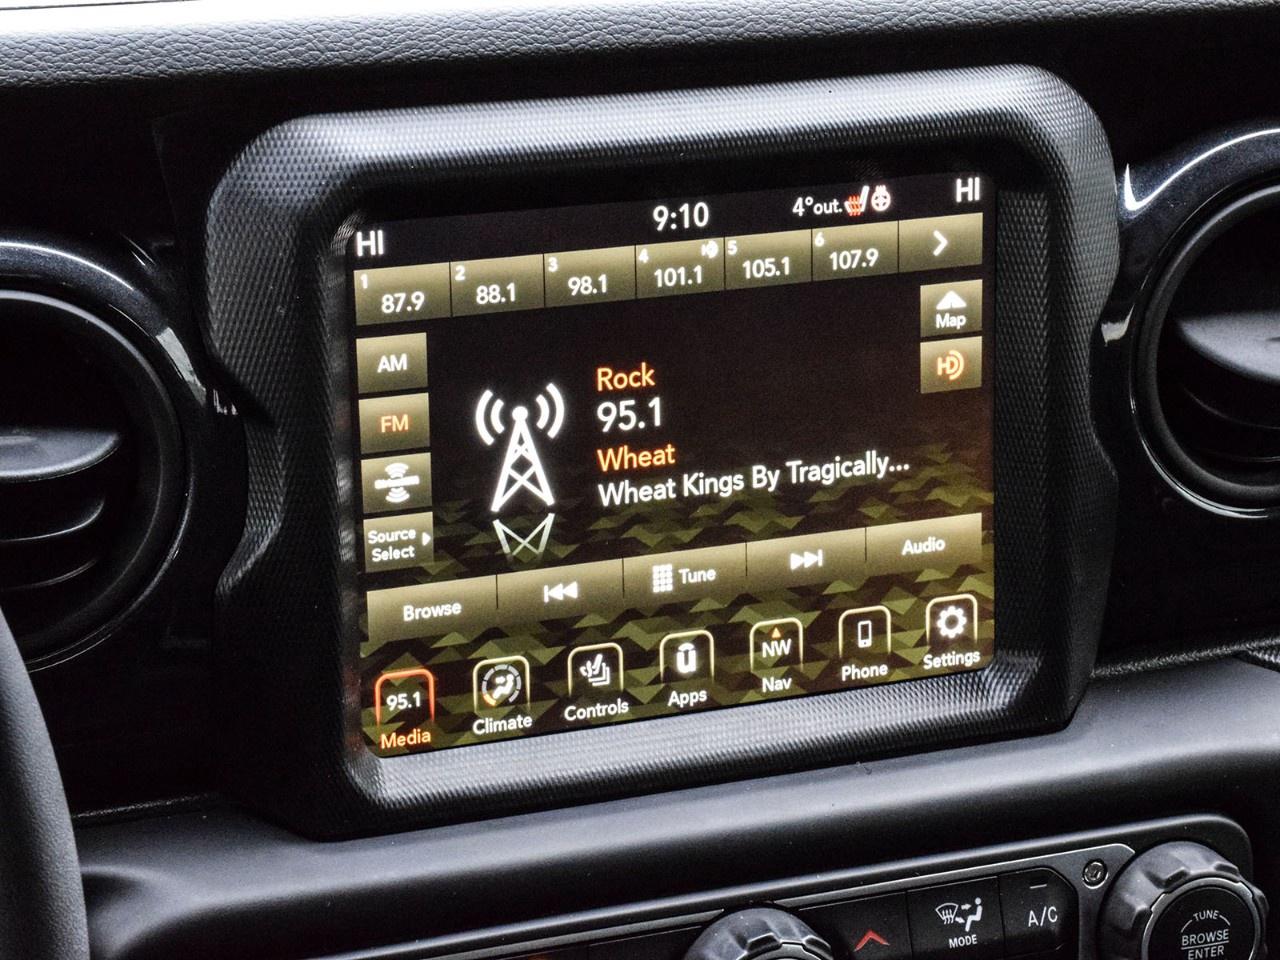 HI
9:10
4°out.
HI
1 87.9
2 88.1
3 98.1
4 101.1
5 105.1
6 107.9
AM
Map
HD
FM
Rock
95.1
Wheat
Wheat Kings By Tragically...
Source
Select
Browse
Tune
Audio
95.1
Media
Climate
Controls
Apps
NW
Nav
Phone
Settings
MODE
A/C
TUNE
BROWSE
ENTER